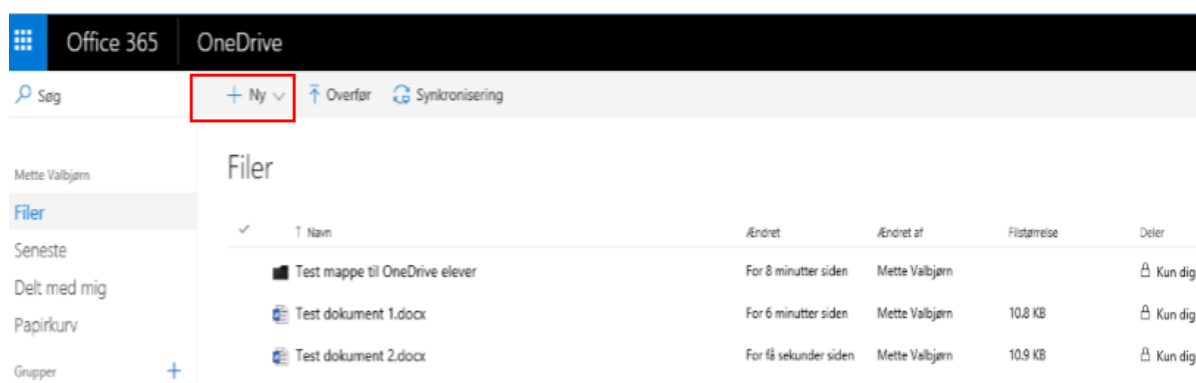 Office 365 OneDrive
Søg + Ny Overfør Synkronisering
Mette Valbjørn
Filer
Seneste
Delt med mig
Papirkurv
Grupper +
Filer
↑ Navn Ændret Ændret af Filstørrelse Deler
Test mappe til OneDrive elever For 8 minutter siden Mette Valbjørn Kun dig
Test dokument 1.docx For 6 minutter siden Mette Valbjørn 10.8 KB Kun dig
Test dokument 2.docx For få sekunder siden Mette Valbjørn 10.9 KB Kun dig